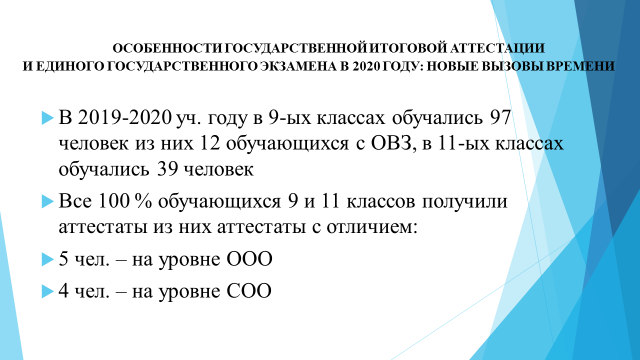 ОСОБЕННОСТИ ГОСУДАРСТВЕННОЙ ИТОГОВОЙ АТТЕСТАЦИИ
И ЕДИНОГО ГОСУДАРСТВЕННОГО ЭКЗАМЕНА В 2020 ГОДУ: НОВЫЕ ВЫЗОВЫ ВРЕМЕНИ
В 2019-2020 уч. году в 9-ых классах обучались 97
человек из них 12 обучающихся с ОВЗ, в 11-ых классах
обучались 39 человек
Все 100 % обучающихся 9 и 11 классов получили
аттестаты из них аттестаты с отличием:
5 чел. – на уровне ООО
4 чел. – на уровне СОО